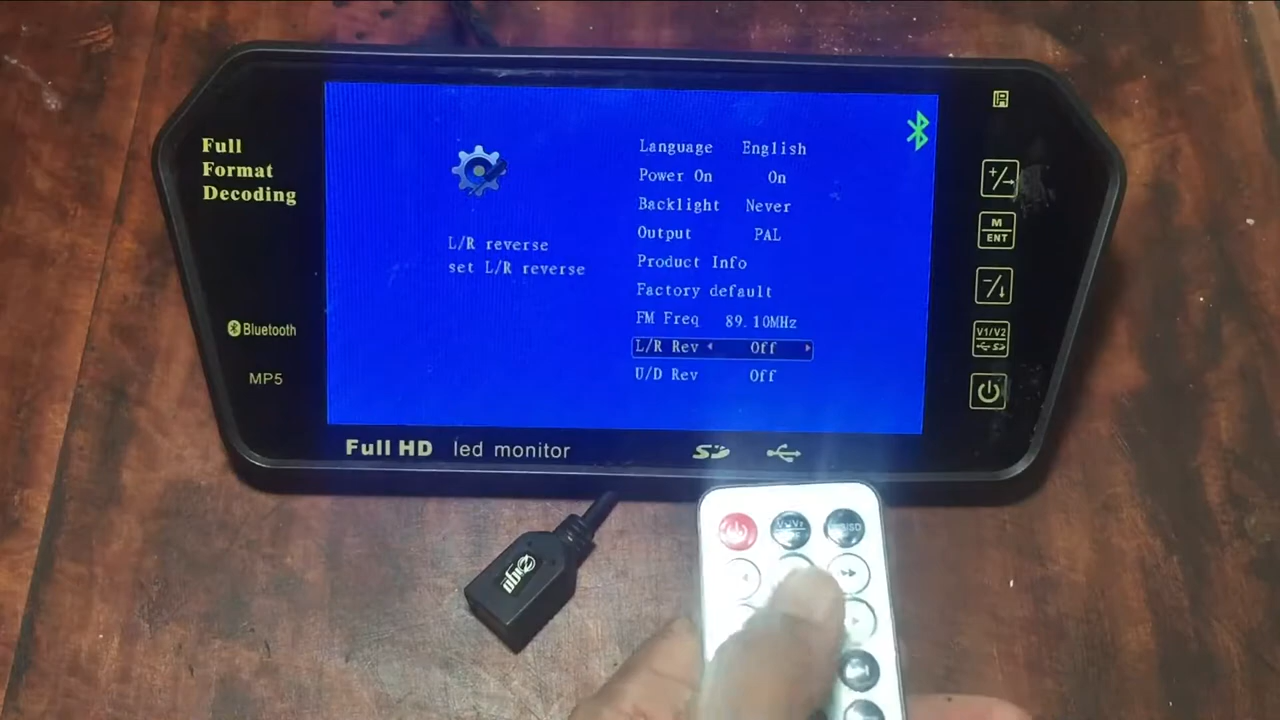 Full
Format
Decoding
Bluetooth
MP5
L/R reverse
set L/R reverse
Language English
Power On On
Backlight Never
Output PAL
Product Info
Factory default
FM Freq 89.10MHz
L/R Rev Off
U/D Rev Off
+/→
M
ENT
-/↓
V1/V2
Full HD led monitor